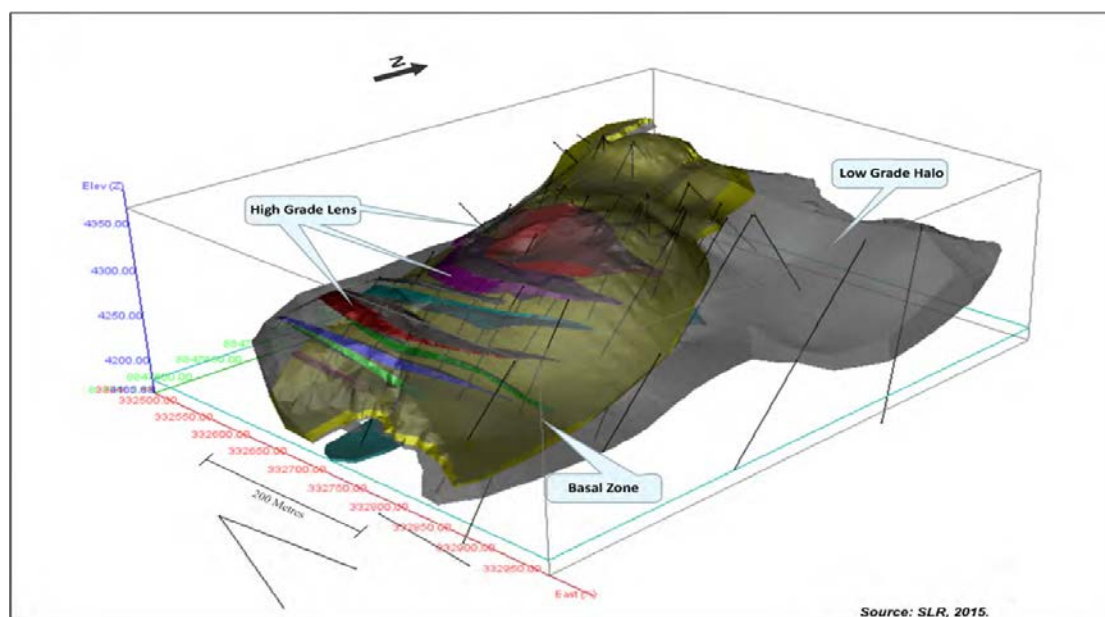 N
Elev (Z)
4350.00
4300.00
4250.00
4200.00
High Grade Lens
Low Grade Halo
332500.00
332550.00
332600.00
332650.00
332700.00
332750.00
332800.00
332850.00
332900.00
332950.00
200 Metres
Basal Zone
Source: SLR, 2015.